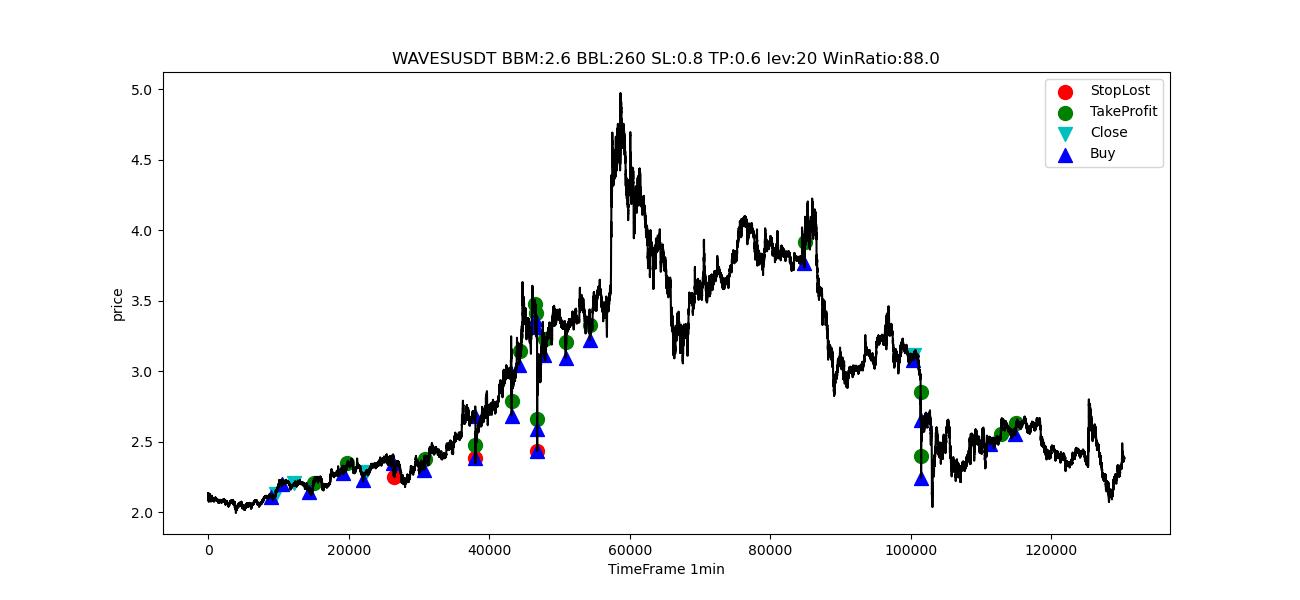 WAVESUSDT BBM:2.6 BBL:260 SL:0.8 TP:0.6 lev:20 WinRatio:88.0
StopLost
TakeProfit
Close
Buy
5.0
4.5
4.0
3.5
3.0
2.5
2.0
price
0 20000 40000 60000 80000 100000 120000
TimeFrame 1min